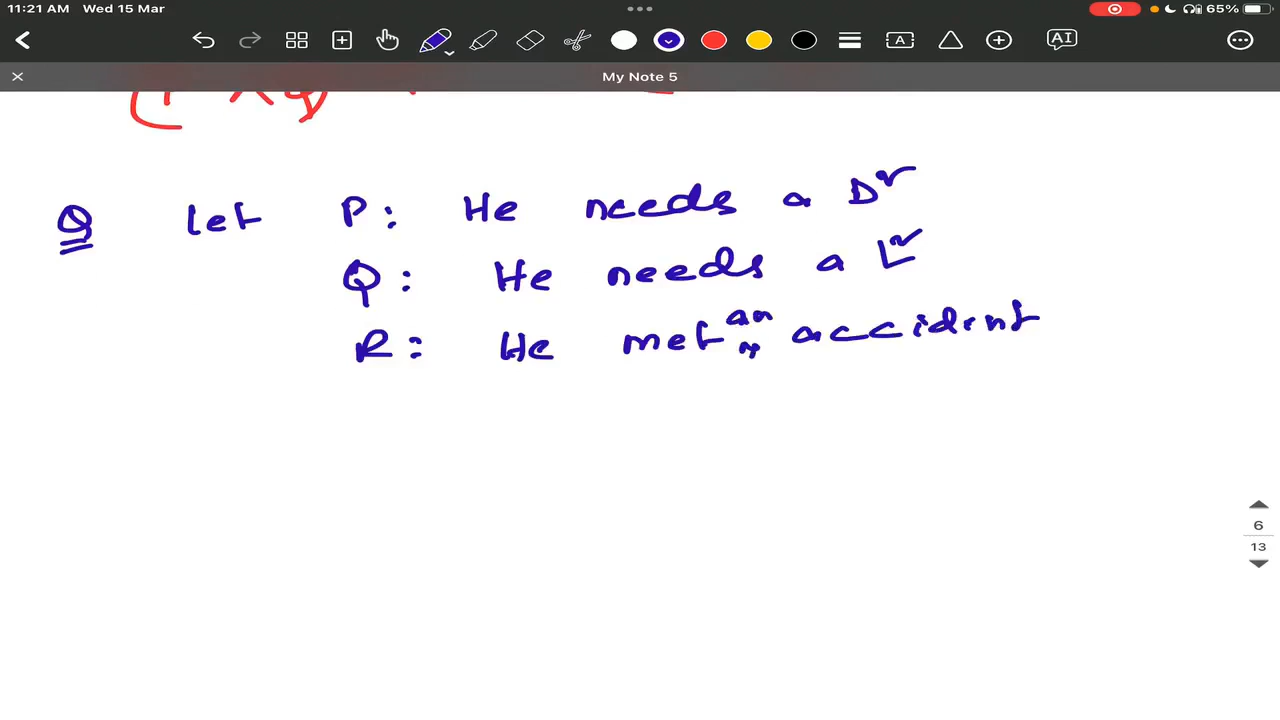 11:21 AM Wed 15 Mar
65%
AI
My Note 5
Q Let P: He needs a Dr
Q: He needs a Lr
R: He met an accident
6
13